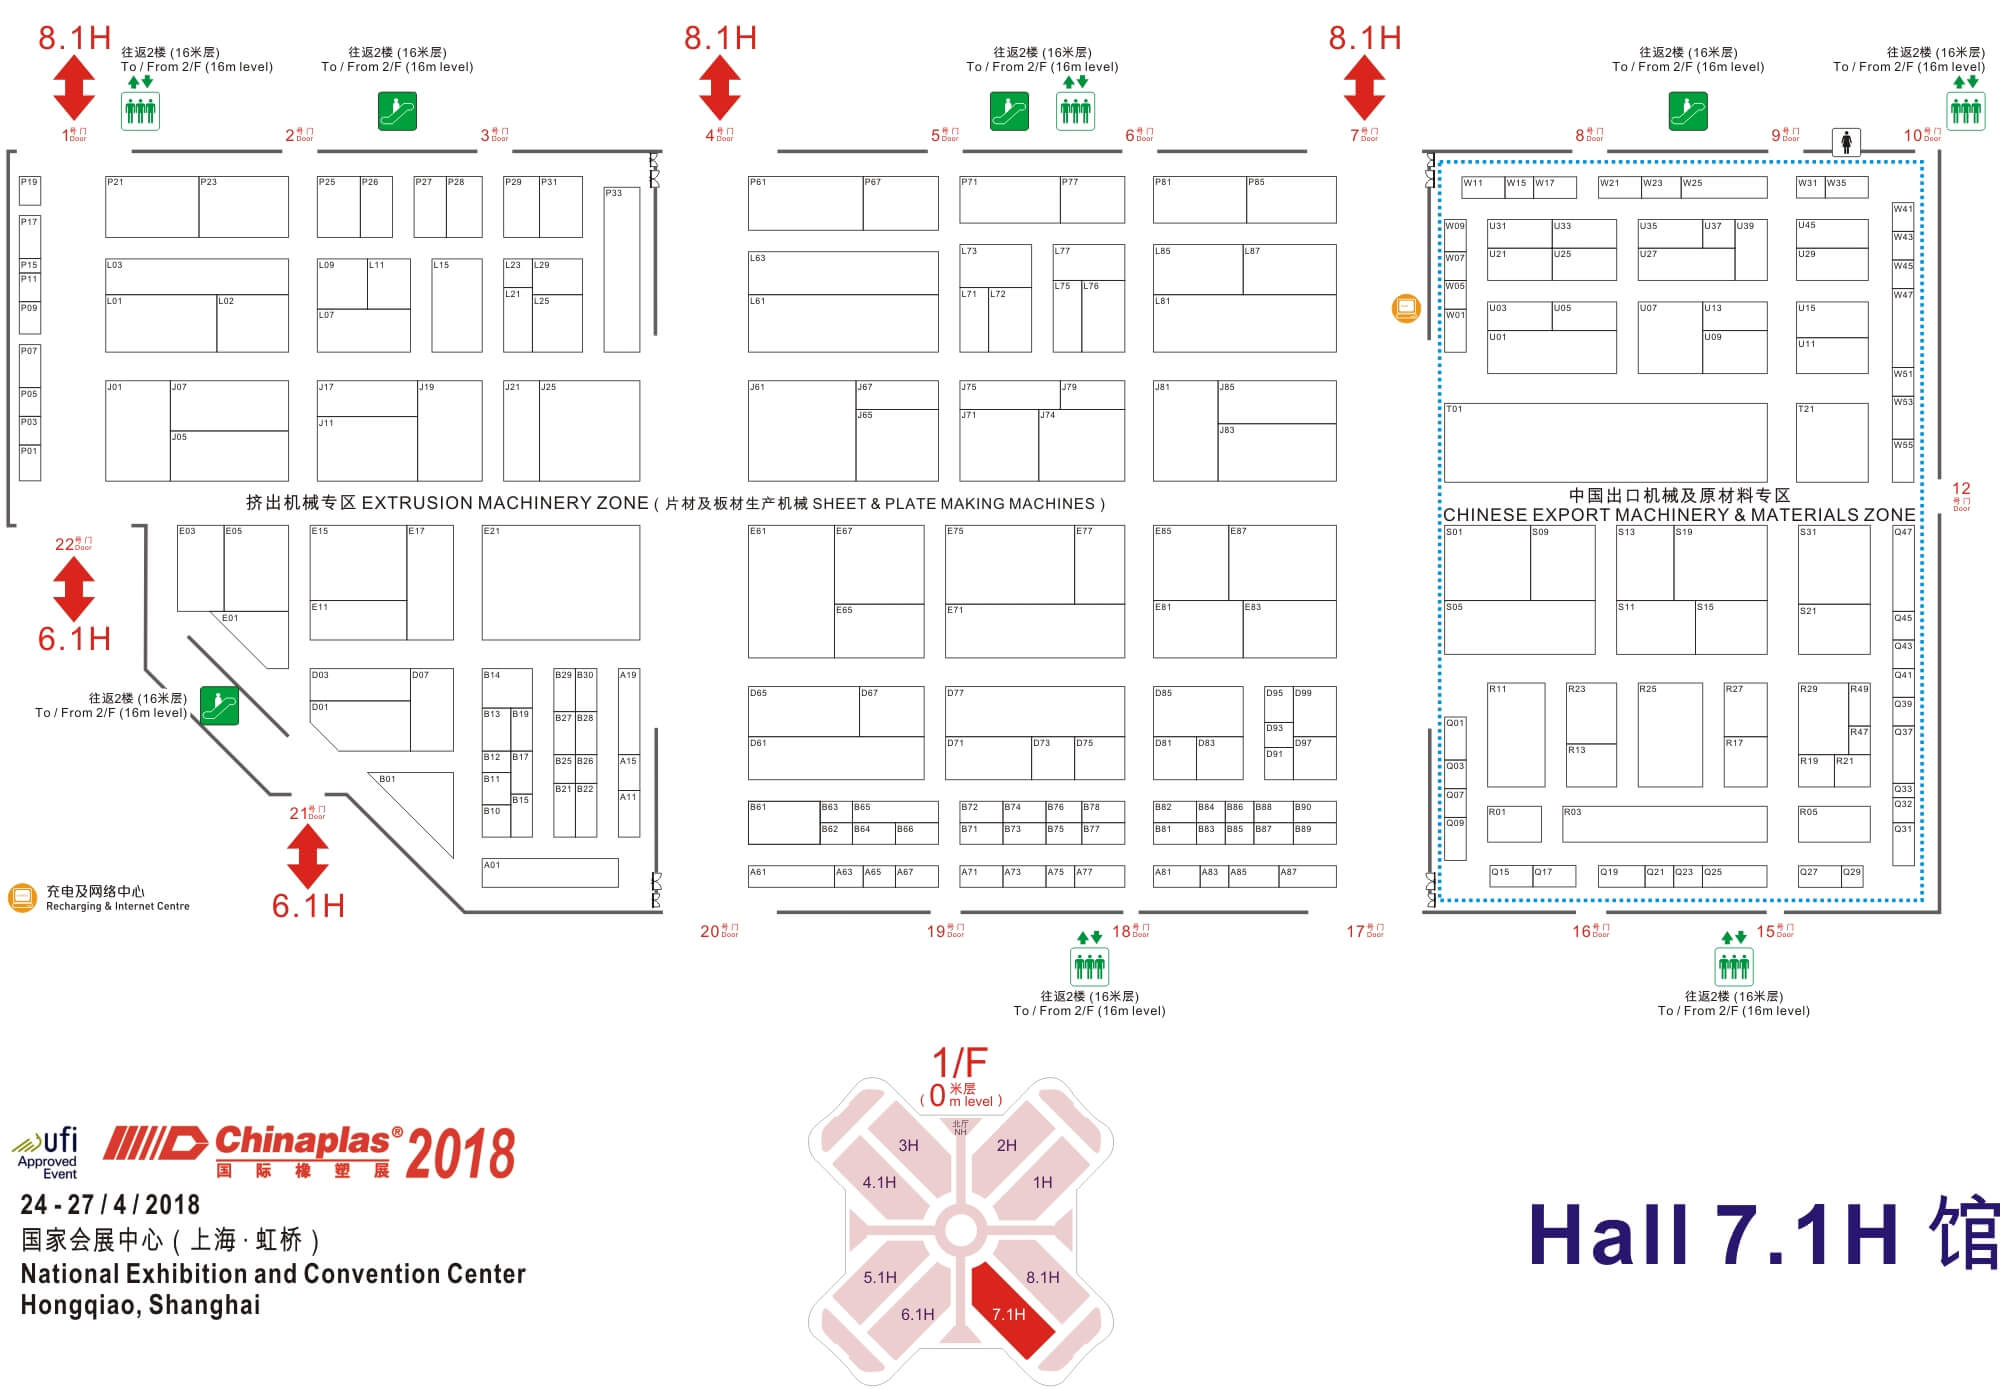 8.1H
往返2楼 (16米层)
To / From 2/F (16m level)
往返2楼 (16米层)
To / From 2/F (16m level)
8.1H
往返2楼 (16米层)
To / From 2/F (16m level)
8.1H
往返2楼 (16米层)
To / From 2/F (16m level)
往返2楼 (16米层)
To / From 2/F (16m level)
1号门 Door
2号门 Door
3号门 Door
4号门 Door
5号门 Door
6号门 Door
7号门 Door
8号门 Door
9号门 Door
10号门 Door
P19
P17
P15
P11
P09
P07
P05
P03
P01
P21 P23 P25 P26 P27 P28 P29 P31 P33
L03
L01 L02
L09 L11
L07
L15
L23 L29
L21 L25
J01 J07
J05
J17 J19
J11
J21 J25
P61 P67 P71 P77 P81 P85
L63
L61
L73 L77
L71 L72 L75 L76
L85 L87
L81
J61 J67
J65
J75 J79
J71 J74
J81 J85
J83
W11 W15 W17 W21 W23 W25 W31 W35
W09
W07
W05
W01
U31 U33
U21 U25
U35 U37 U39
U27
U45
U29
U03 U05
U01
U07 U13
U09
U15
U11
T01 T21
W41
W43
W45
W47
W51
W53
W55
挤出机械专区 EXTRUSION MACHINERY ZONE ( 片材及板材生产机械 SHEET & PLATE MAKING MACHINES )
中国出口机械及原材料专区
CHINESE EXPORT MACHINERY & MATERIALS ZONE
12号门 Door
22号门 Door
6.1H
往返2楼 (16米层)
To / From 2/F (16m level)
21号门 Door
6.1H
充电及网络中心
Recharging & Internet Centre
E03 E05
E01
E15 E17
E11
E21
D03 D07
D01
B01
B14
B13 B19
B12 B17
B11
B10 B15
B29 B30
B27 B28
B25 B26
B21 B22
A19
A15
A11
A01
E61 E67
E65
E75 E77
E71
E85 E87
E81 E83
D65 D67
D61
D77
D71 D73 D75
D85
D81 D83
D95 D99
D93
D91 D97
B61 B63 B65
B62 B64 B66
B72 B74 B76 B78
B71 B73 B75 B77
B82 B84 B86 B88 B90
B81 B83 B85 B87 B89
A61 A63 A65 A67
A71 A73 A75 A77
A81 A83 A85 A87
S01 S09
S05
S13 S19
S11 S15
S31
S21
Q01
Q03
Q07
Q09
R11
R23
R13
R25
R27
R17
R29 R49
R47
R19 R21
R01 R03 R05
Q15 Q17 Q19 Q21 Q23 Q25 Q27 Q29
Q47
Q45
Q43
Q41
Q39
Q37
Q33
Q32
Q31
20号门 Door
19号门 Door
18号门 Door
17号门 Door
16号门 Door
15号门 Door
往返2楼 (16米层)
To / From 2/F (16m level)
往返2楼 (16米层)
To / From 2/F (16m level)
1/F
( 0 米层 m level )
北厅
NH
3H
2H
4.1H
1H
5.1H
8.1H
6.1H
7.1H
ufi
Approved
Event
Chinaplas® 2018
国际橡塑展
24 - 27 / 4 / 2018
国家会展中心 ( 上海 · 虹桥 )
National Exhibition and Convention Center
Hongqiao, Shanghai
Hall 7.1H 馆